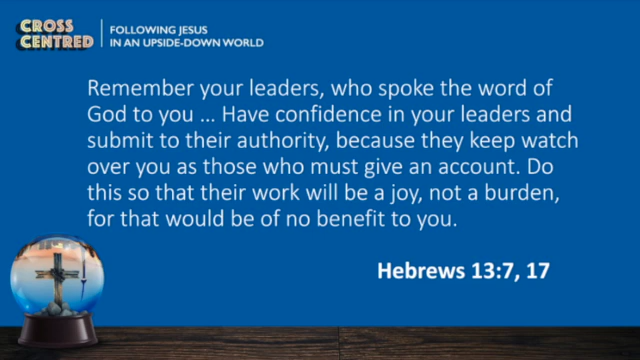 CROSS
CENTRED
FOLLOWING JESUS
IN AN UPSIDE-DOWN WORLD
Remember your leaders, who spoke the word of
God to you … Have confidence in your leaders and
submit to their authority, because they keep watch
over you as those who must give an account. Do
this so that their work will be a joy, not a burden,
for that would be of no benefit to you.
Hebrews 13:7, 17